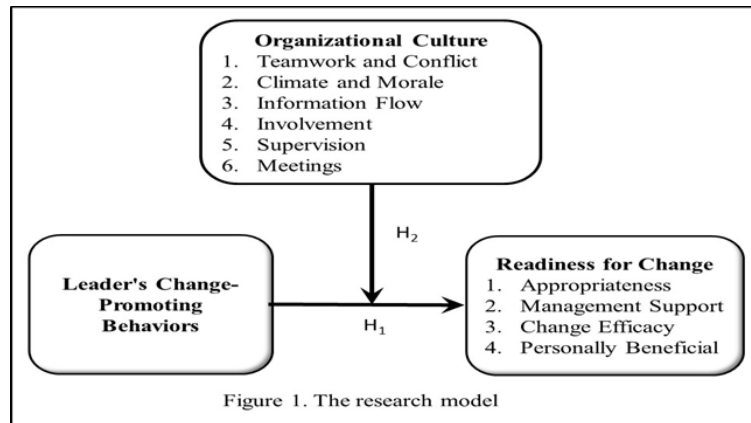 Organizational Culture
1. Teamwork and Conflict
2. Climate and Morale
3. Information Flow
4. Involvement
5. Supervision
6. Meetings
H₂
Leader's Change-
Promoting
Behaviors
H₁
Readiness for Change
1. Appropriateness
2. Management Support
3. Change Efficacy
4. Personally Beneficial
Figure 1. The research model